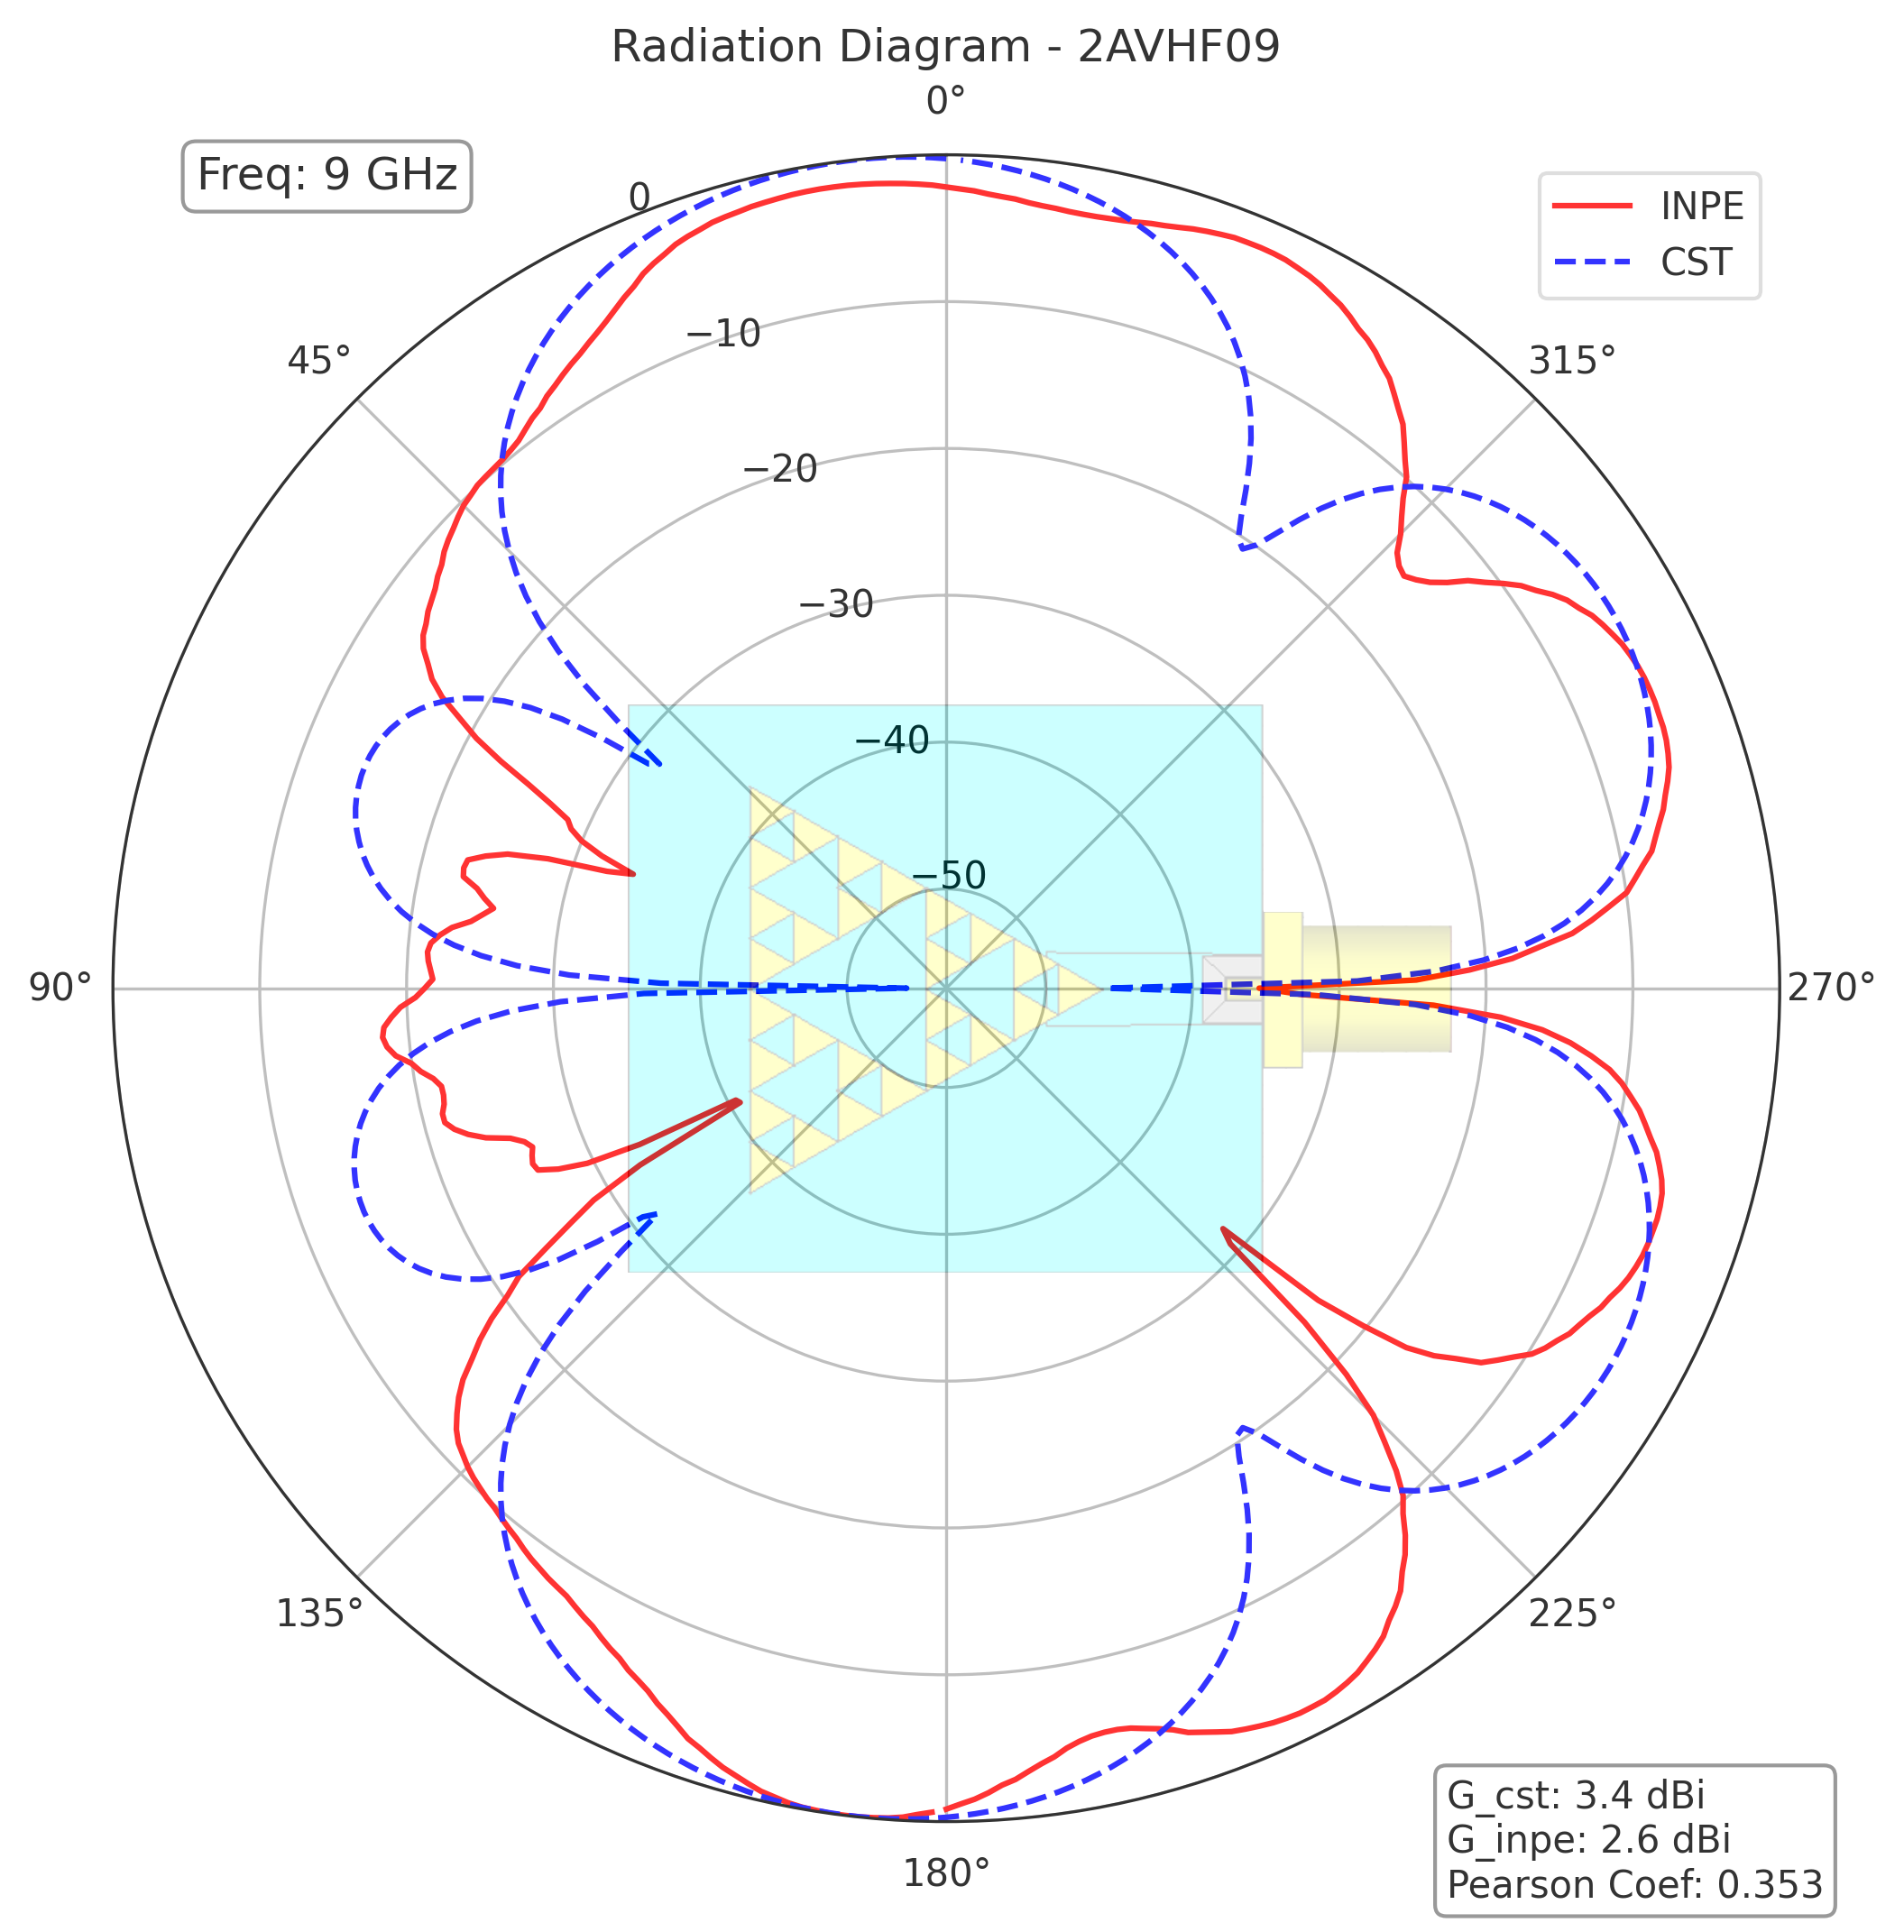 Radiation Diagram - 2AVHF09
0°
Freq: 9 GHz
0
INPE
CST
−10
45°
315°
−20
−30
−40
−50
90°
270°
135°
225°
180°
G_cst: 3.4 dBi
G_inpe: 2.6 dBi
Pearson Coef: 0.353